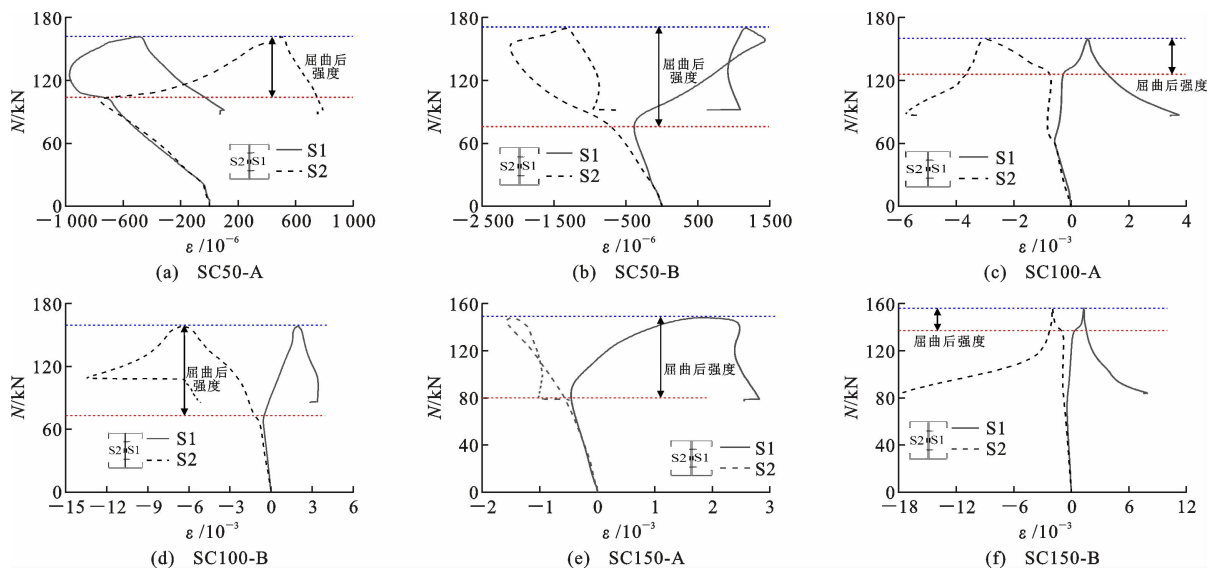 180
120
60
0
N/kN
屈曲后
强度
S2 S1
S1
S2
−1 000 −600 −200 200 600 1 000
ε /10⁻⁶
(a) SC50-A
180
120
60
0
N/kN
屈曲后
强度
S2 S1
S1
S2
−2 500 −1 500 −500 500 1 500
ε /10⁻⁶
(b) SC50-B
180
120
60
0
N/kN
屈曲后强度
S2 S1
S1
S2
−6 −4 −2 0 2 4
ε /10⁻³
(c) SC100-A
180
120
60
0
N/kN
屈曲后
强度
S2 S1
S1
S2
−15 −12 −9 −6 −3 0 3 6
ε /10⁻³
(d) SC100-B
160
120
80
40
0
N/kN
屈曲后强度
S2 S1
S1
S2
−2 −1 0 1 2 3
ε /10⁻³
(e) SC150-A
160
120
80
40
0
N/kN
屈曲后强度
S2 S1
S1
S2
−18 −12 −6 0 6 12
ε /10⁻³
(f) SC150-B